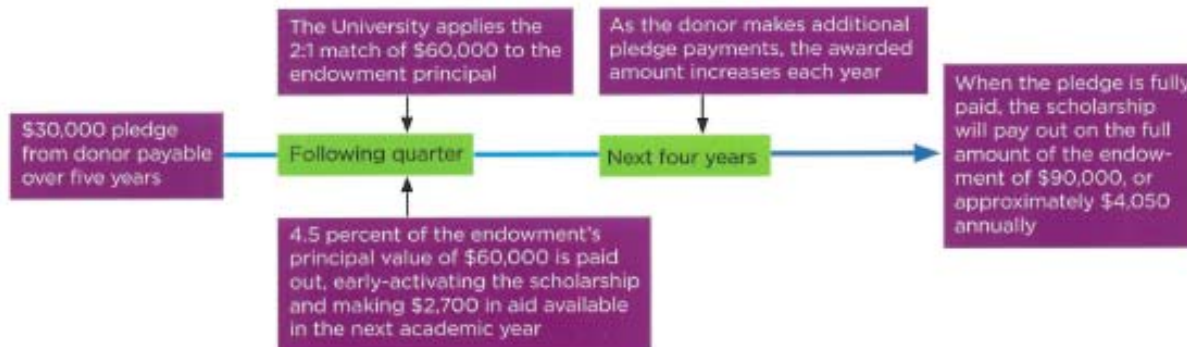 $30,000 pledge
from donor payable
over five years
The University applies the
2:1 match of $60,000 to the
endowment principal
Following quarter
4.5 percent of the endowment's
principal value of $60,000 is paid
out, early-activating the scholarship
and making $2,700 in aid available
in the next academic year
As the donor makes additional
pledge payments, the awarded
amount increases each year
Next four years
When the pledge is fully
paid, the scholarship
will pay out on the full
amount of the endow-
ment of $90,000, or
approximately $4,050
annually